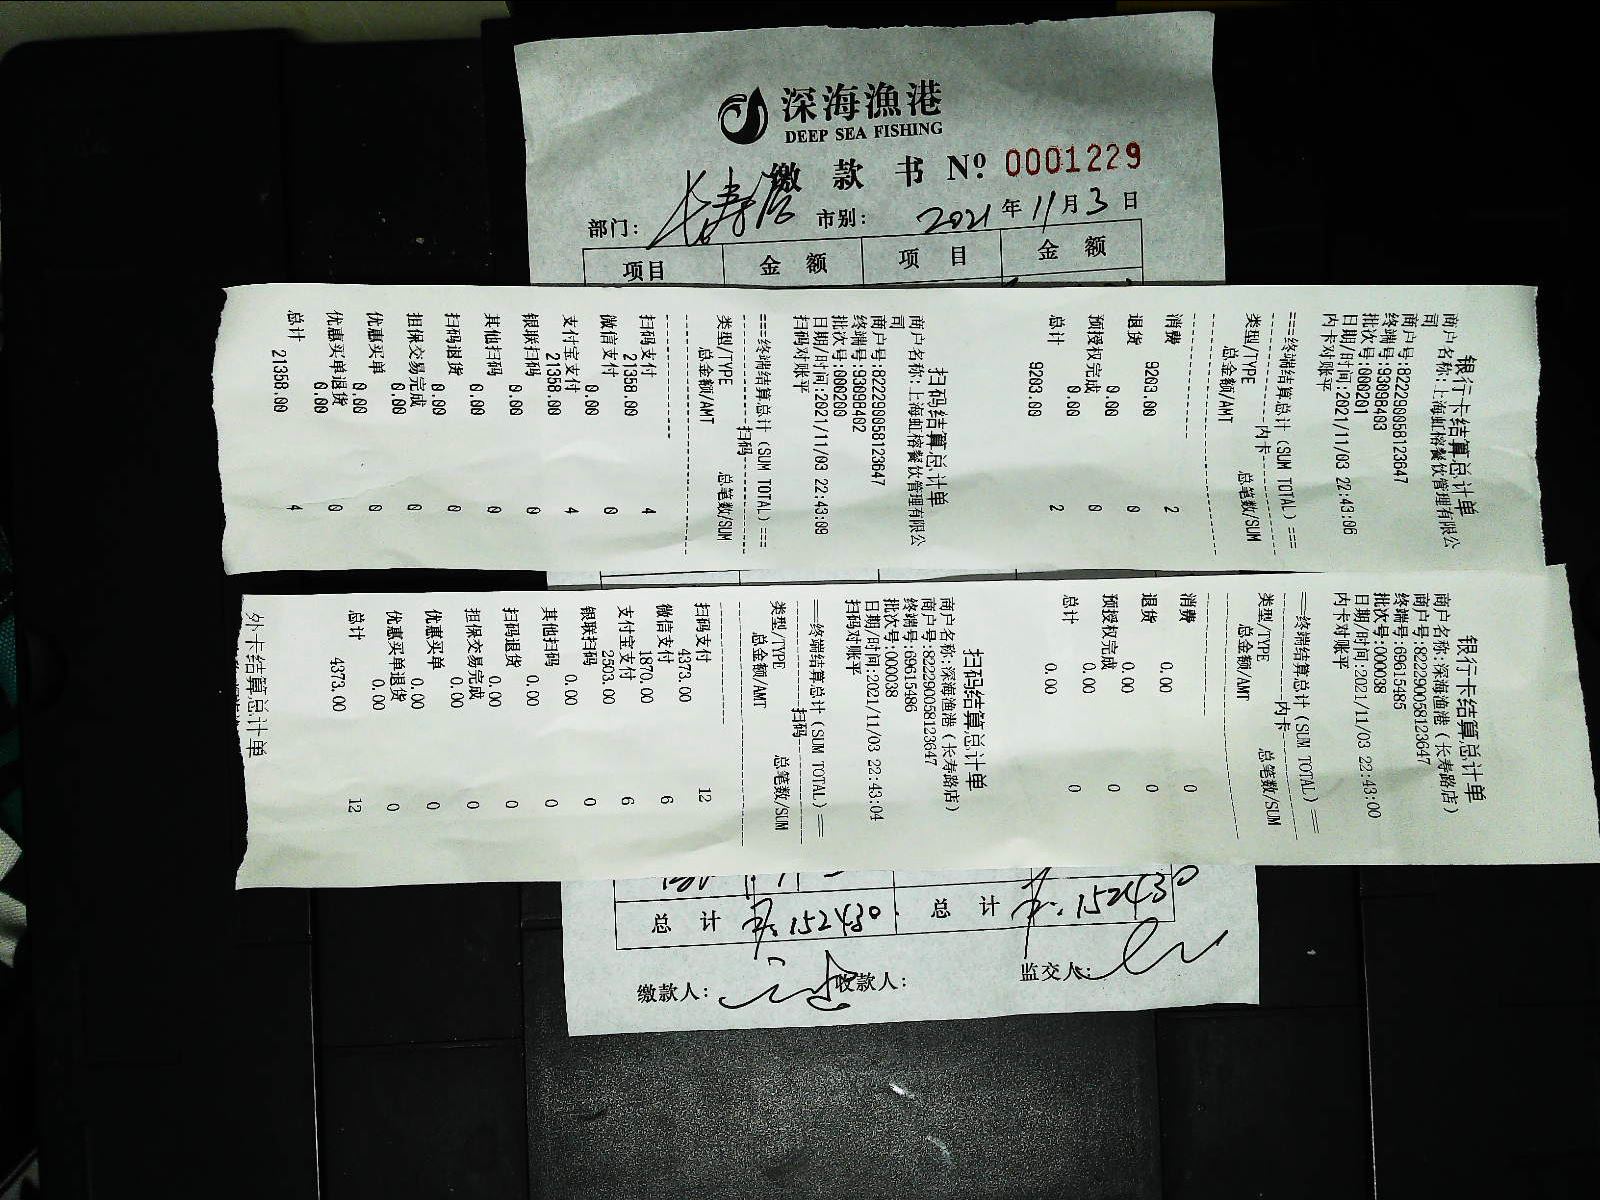 深海漁港
DEEP SEA FISHING
缴款书 Nº: 0001229
部门: 长寿店 市别: 2021年11月3日
项目 金额 项目 金额
银行卡结算总计单
商户名称:上海虹榕餐饮管理有限公
司
商户号:822290058123647
终端号:93098403
批次号:000201
日期/时间:2021/11/03 22:43:06
内卡对账平
===终端结算总计(SUM TOTAL)===
内卡
类型/TYPE 总笔数/SUM
总金额/AMT
消费 2
9203.00
退货 0
0.00
预授权完成 0
0.00
总计 2
9203.00
扫码结算总计单
商户名称:上海虹榕餐饮管理有限公
司
商户号:822290058123647
终端号:93098402
批次号:000200
日期/时间:2021/11/03 22:43:09
扫码对账平
===终端结算总计(SUM TOTAL)===
扫码
类型/TYPE 总笔数/SUM
总金额/AMT
扫码支付 4
21358.00
微信支付 0
0.00
支付宝支付 4
21358.00
银联扫码 0
0.00
其他扫码 0
0.00
扫码退货 0
0.00
担保交易完成 0
0.00
优惠买单 0
0.00
优惠买单退货 0
0.00
总计 4
21358.00
银行卡结算总计单
商户名称:深海渔港(长寿路店)
商户号:822290058123647
终端号:69615485
批次号:000038
日期/时间:2021/11/03 22:43:00
内卡对账平
===终端结算总计(SUM TOTAL)===
内卡
类型/TYPE 总笔数/SUM
总金额/AMT
消费 0
0.00
退货 0
0.00
预授权完成 0
0.00
总计 0
0.00
扫码结算总计单
商户名称:深海渔港(长寿路店)
商户号:822290058123647
终端号:69615486
批次号:000038
日期/时间:2021/11/03 22:43:04
扫码对账平
===终端结算总计(SUM TOTAL)===
扫码
类型/TYPE 总笔数/SUM
总金额/AMT
扫码支付 12
4373.00
微信支付 6
1870.00
支付宝支付 6
2503.00
银联扫码 0
0.00
其他扫码 0
0.00
扫码退货 0
0.00
担保交易完成 0
0.00
优惠买单 0
0.00
优惠买单退货 0
0.00
总计 12
4373.00
外卡结算总计单
总计 152430 总计 152430
缴款人: 收款人: 监交人: